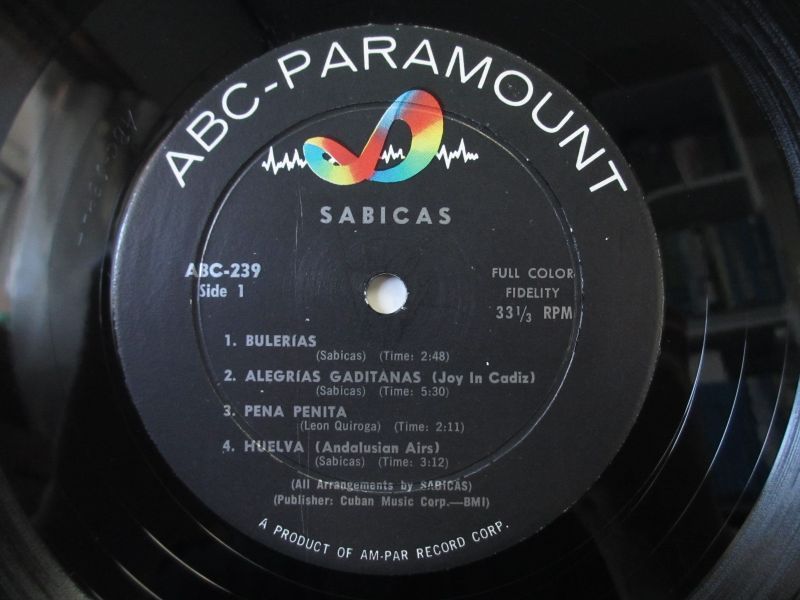 ABC-PARAMOUNT
SABICAS
ABC-239
Side 1
FULL COLOR
FIDELITY
33 1/3 RPM
1. BULERÍAS
(Sabicas) (Time: 2:48)
2. ALEGRÍAS GADITANAS (Joy In Cadiz)
(Sabicas) (Time: 5:30)
3. PENA PENITA
(Leon Quiroga) (Time: 2:11)
4. HUELVA (Andalusian Airs)
(Sabicas) (Time: 3:12)
(All Arrangements by SABICAS)
(Publisher: Cuban Music Corp.—BMI)
A PRODUCT OF AM-PAR RECORD CORP.